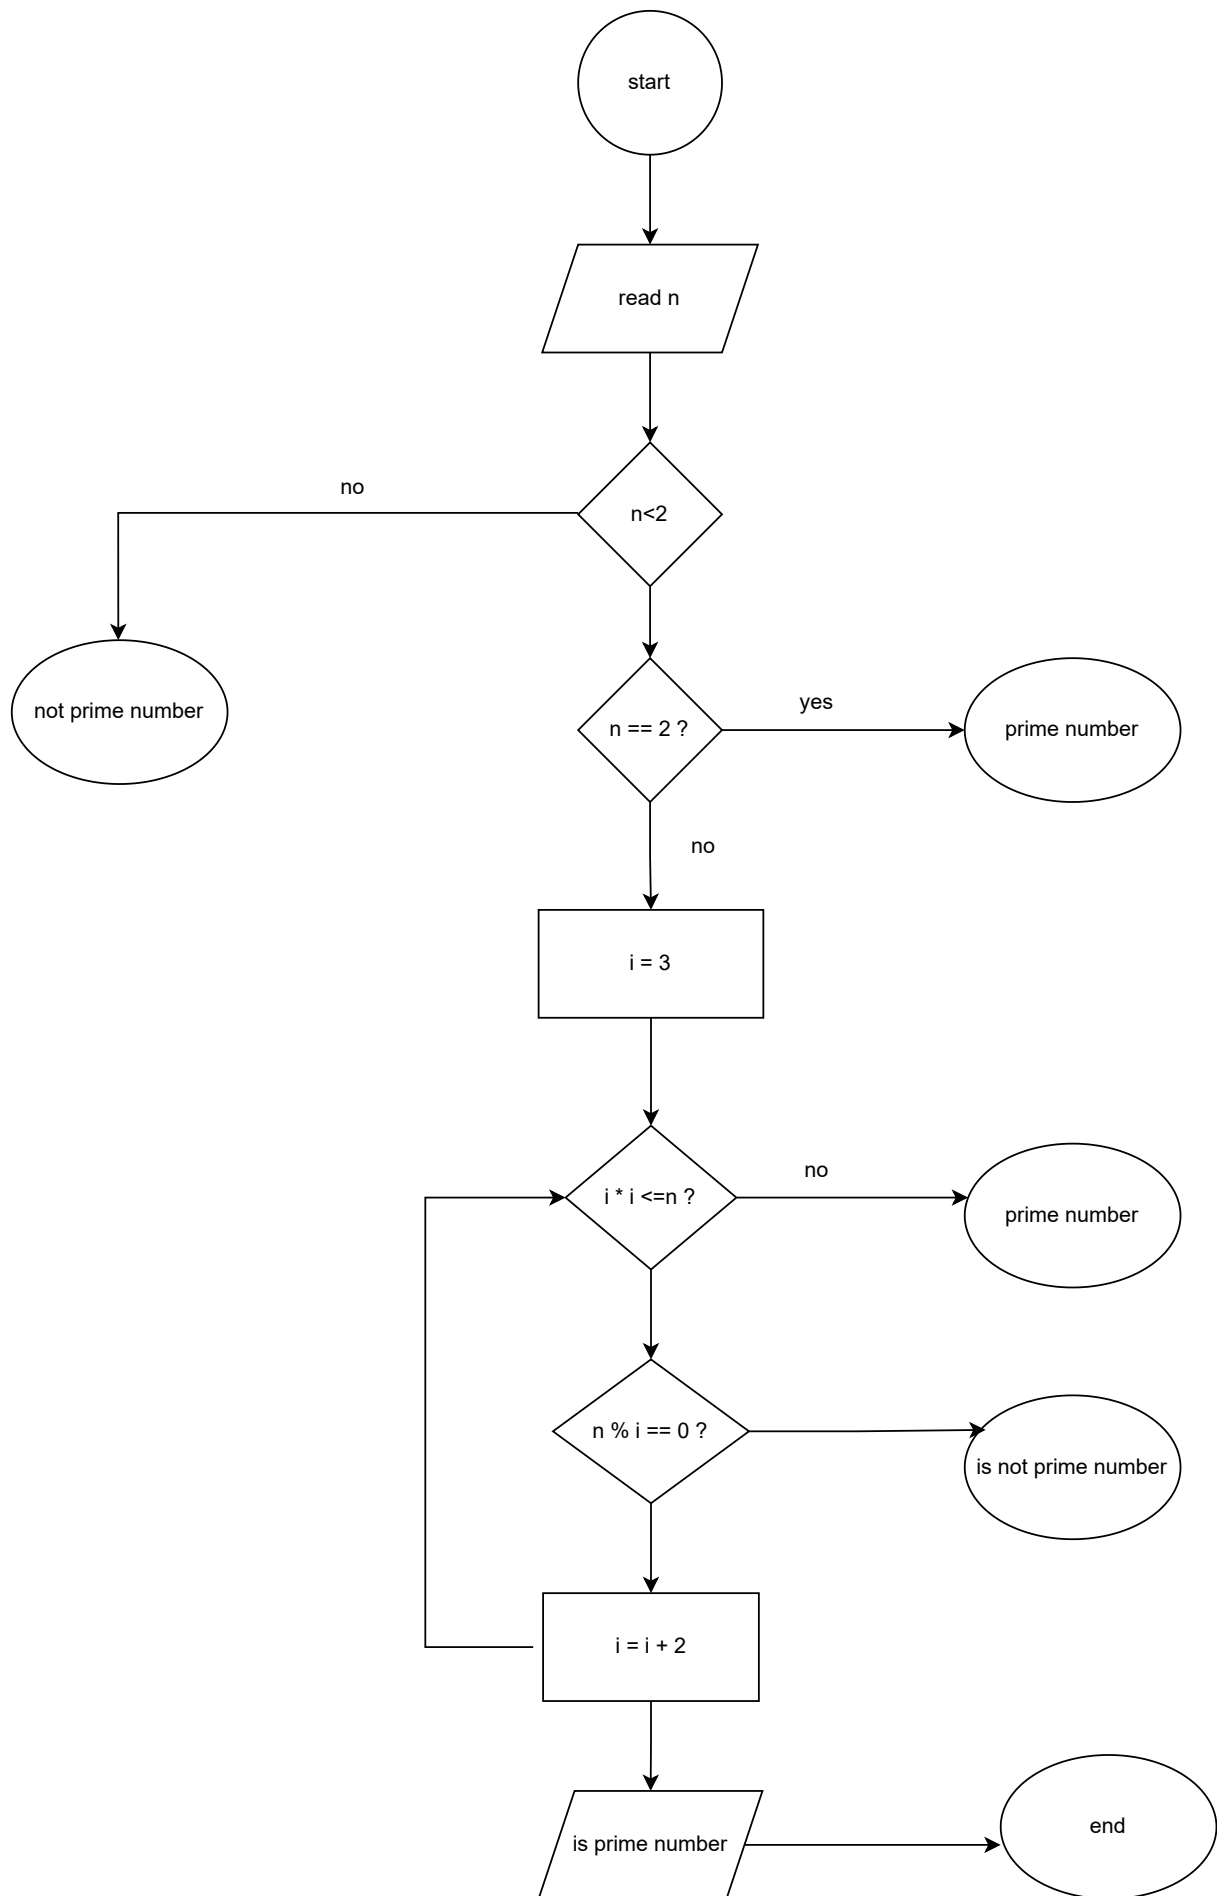 start
read n
no
n<2
not prime number
n == 2 ?
yes
prime number
no
i = 3
i * i <=n ?
no
prime number
n % i == 0 ?
is not prime number
i = i + 2
is prime number
end